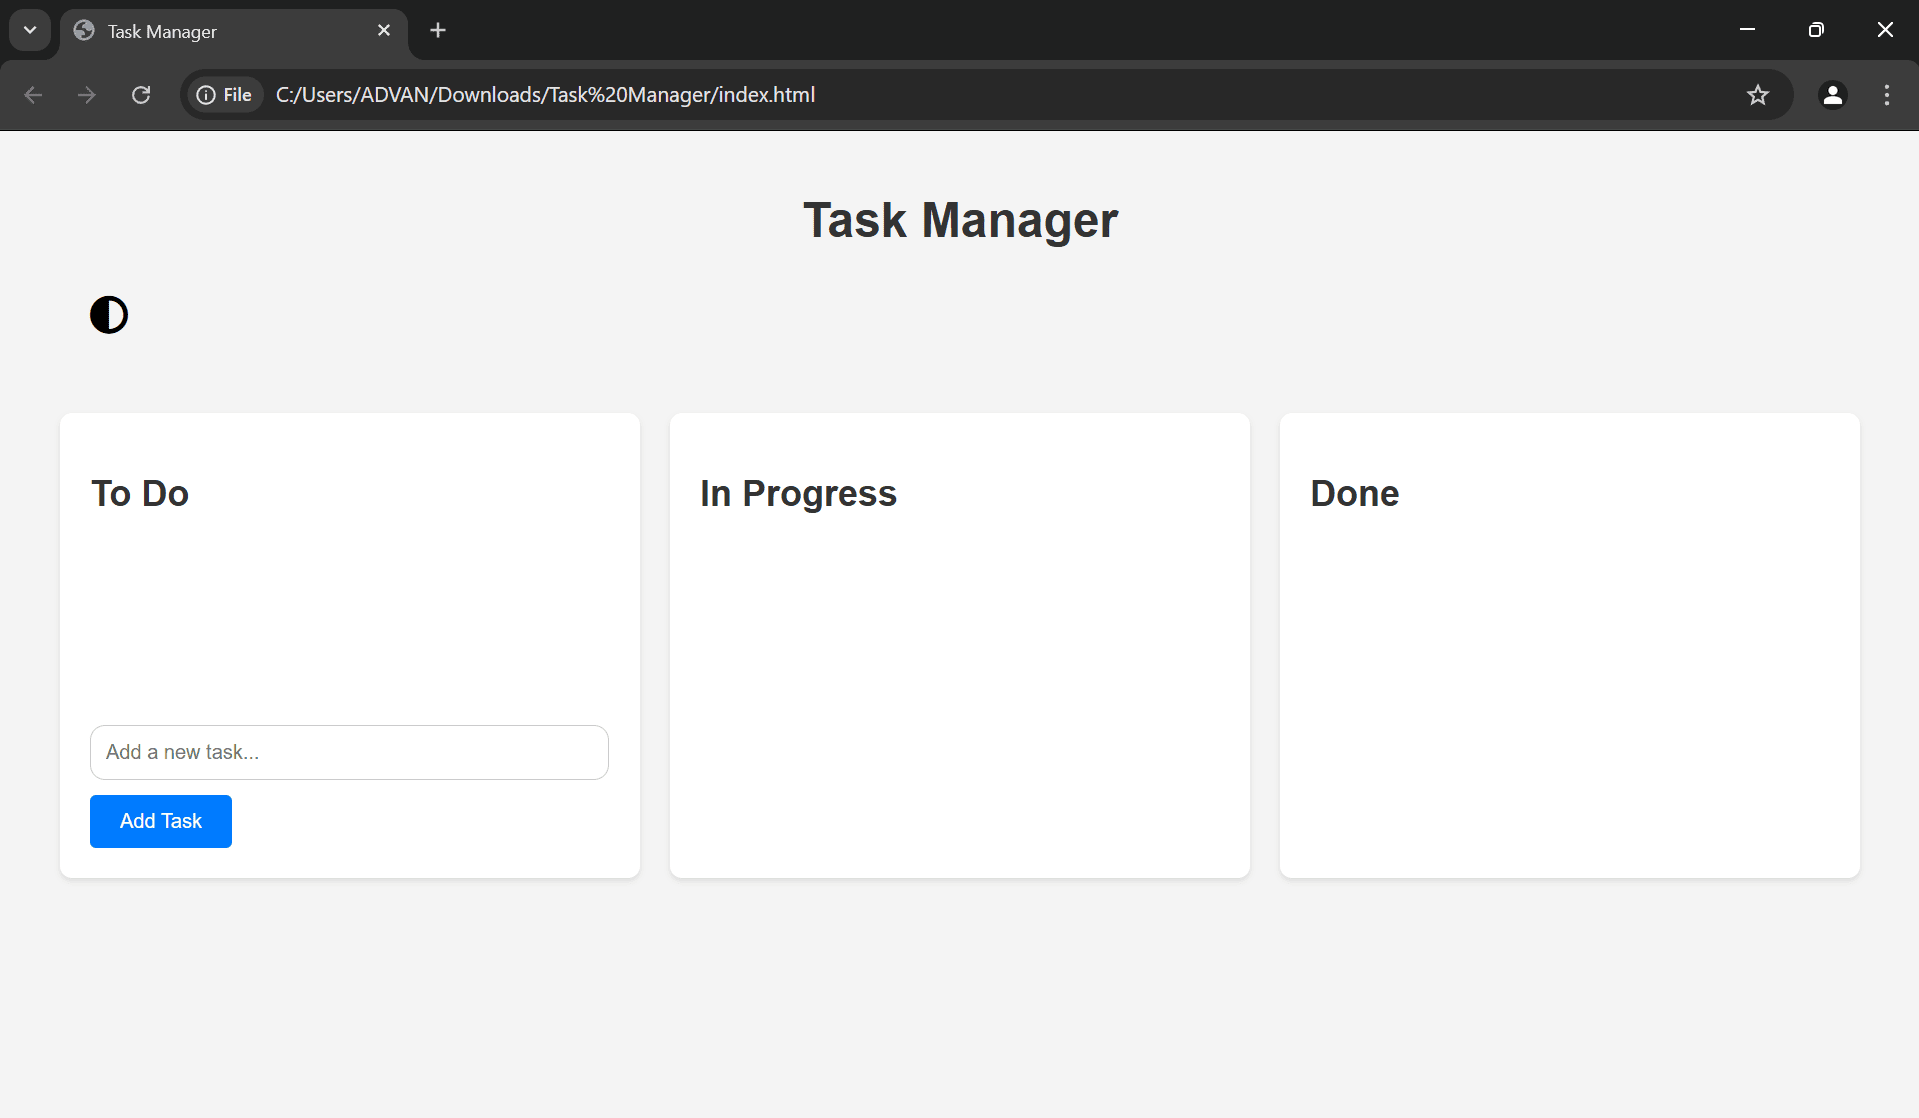 Task Manager
File C:/Users/ADVAN/Downloads/Task%20Manager/index.html
Task Manager
To Do
In Progress
Done
Add a new task...
Add Task